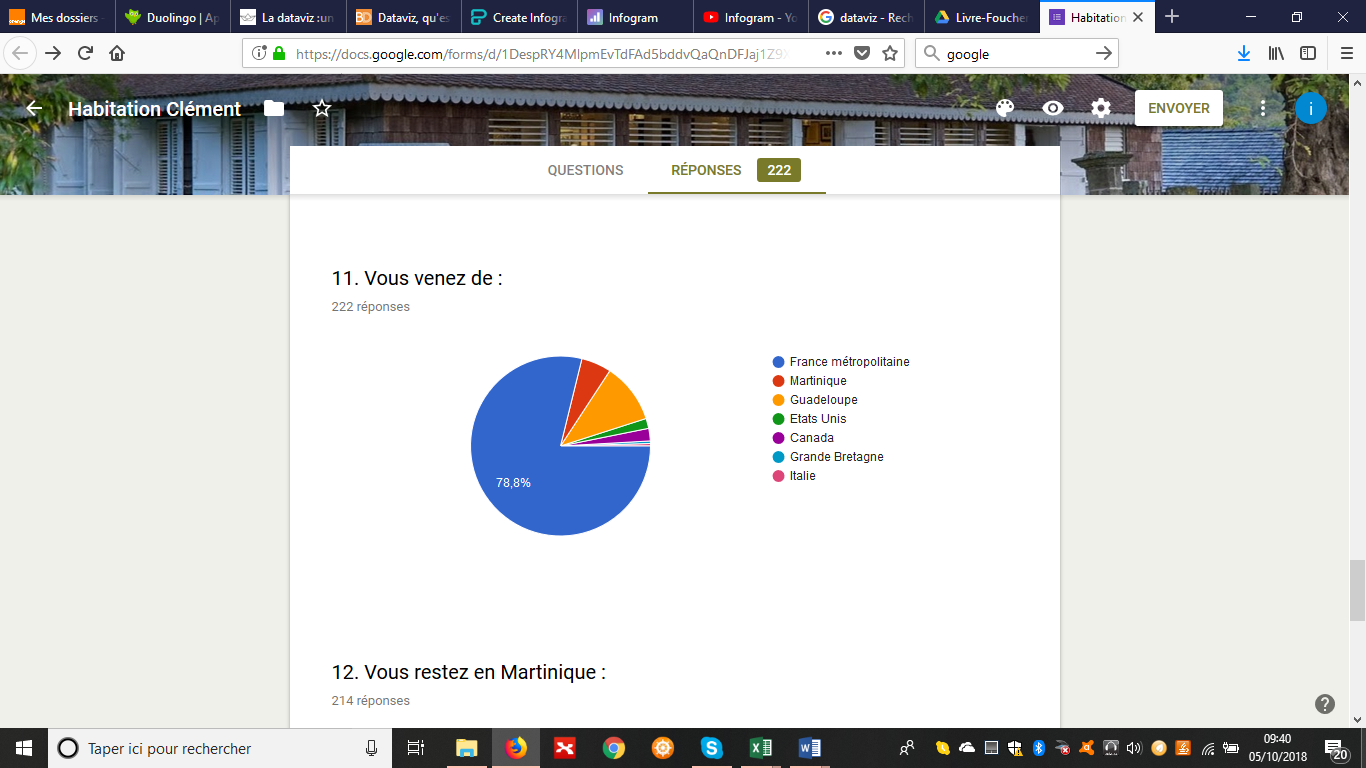 Mes dossiers -
Duolingo | Ap
La dataviz : un
Dataviz, qu'es
Create Infogra
Infogram
Infogram - Yo
dataviz - Rech
Livre-Foucher
Habitation
https://docs.google.com/forms/d/1DespRY4MlpmEvTdFAd5bddvQaQnDFJaj1Z9
google
Habitation Clément
ENVOYER
i
QUESTIONS
RÉPONSES
222
11. Vous venez de :
222 réponses
France métropolitaine
Martinique
Guadeloupe
Etats Unis
Canada
Grande Bretagne
Italie
78,8%
12. Vous restez en Martinique :
214 réponses
Taper ici pour rechercher
09:40
05/10/2018
20